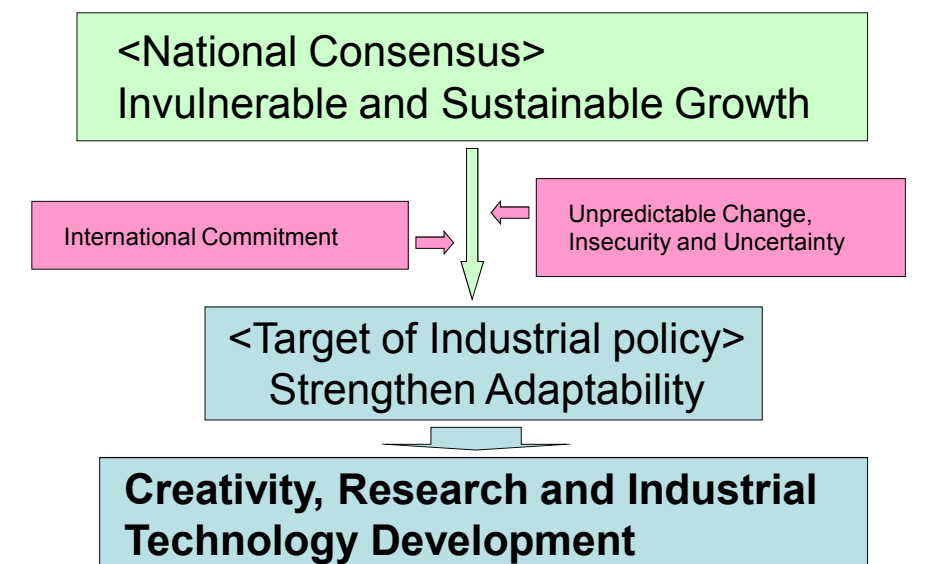 <National Consensus>
Invulnerable and Sustainable Growth
International Commitment
Unpredictable Change,
Insecurity and Uncertainty
<Target of Industrial policy>
Strengthen Adaptability
Creativity, Research and Industrial
Technology Development